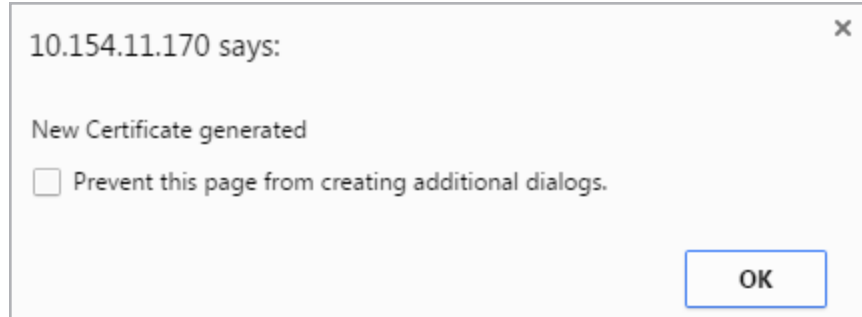 10.154.11.170 says:
New Certificate generated
Prevent this page from creating additional dialogs.
OK